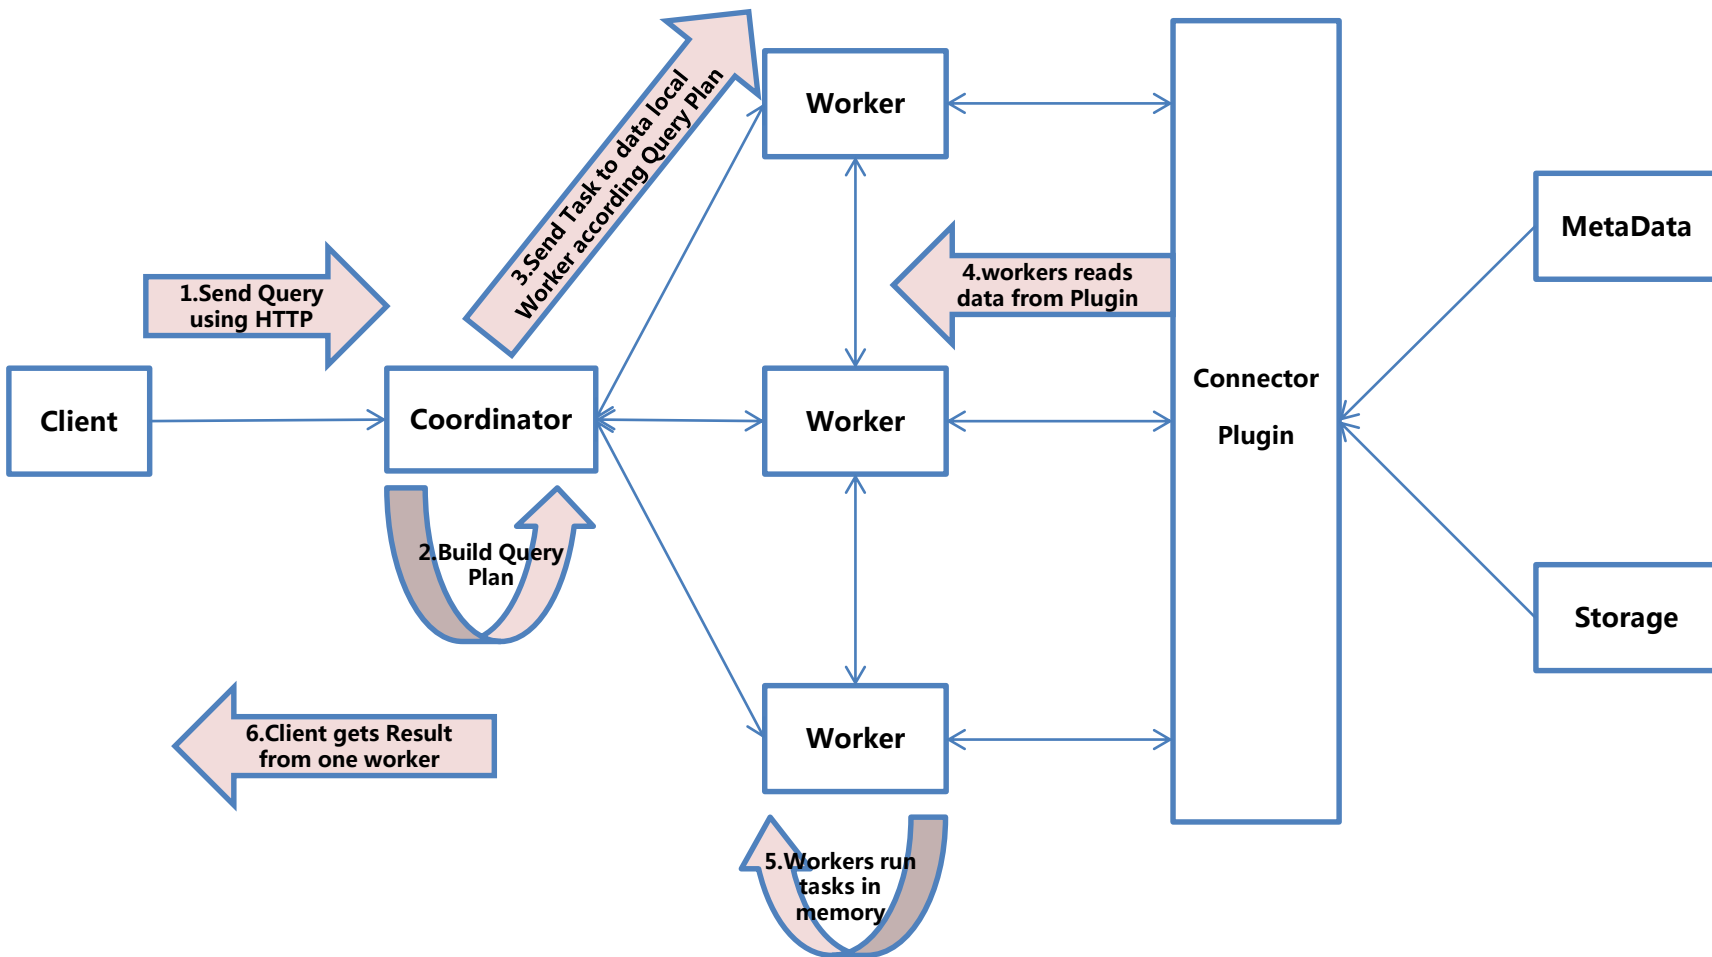 3.Send Task to data local
Worker according Query Plan
Worker
MetaData
1.Send Query
using HTTP
4.workers reads
data from Plugin
Client
Coordinator
Worker
Connector
Plugin
2.Build Query
Plan
Storage
6.Client gets Result
from one worker
Worker
5.Workers run
tasks in
memory